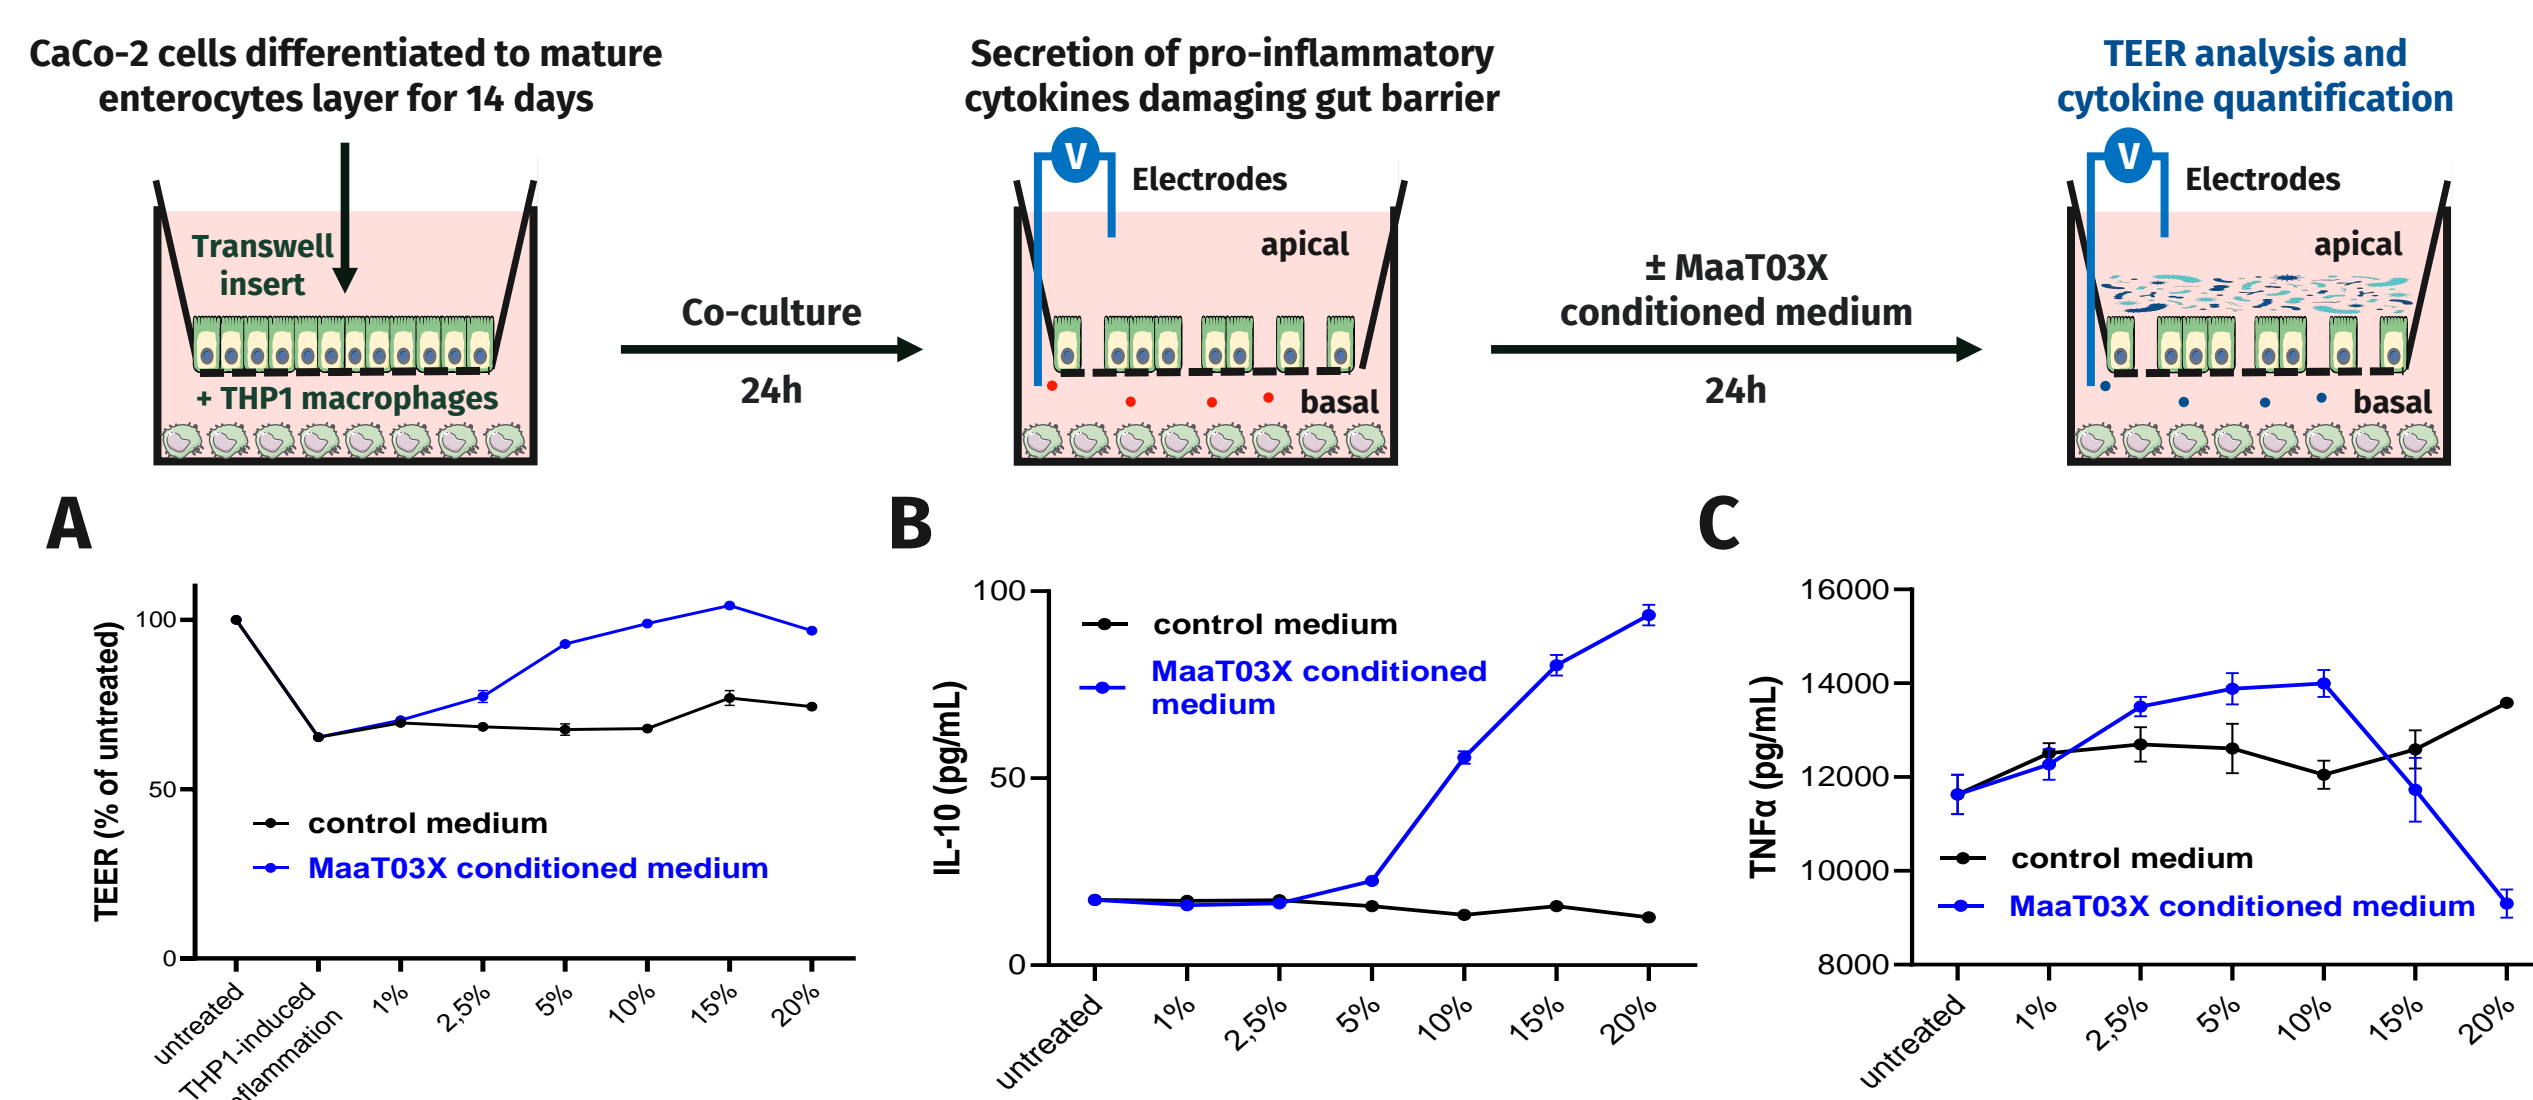 CaCo-2 cells differentiated to mature
enterocytes layer for 14 days
Secretion of pro-inflammatory
cytokines damaging gut barrier
TEER analysis and
cytokine quantification
Transwell
insert
+ THP1 macrophages
Co-culture
24h
V
Electrodes
apical
basal
± MaaT03X
conditioned medium
24h
V
Electrodes
apical
basal
A
TEER (% of untreated)
100
50
0
control medium
MaaT03X conditioned medium
untreated
THP1-induced
1%
2,5%
5%
10%
15%
20%
B
IL-10 (pg/mL)
100
50
0
control medium
MaaT03X conditioned
medium
untreated
1%
2,5%
5%
10%
15%
20%
C
TNFα (pg/mL)
16000
14000
12000
10000
8000
control medium
MaaT03X conditioned medium
untreated
1%
2,5%
5%
10%
15%
20%